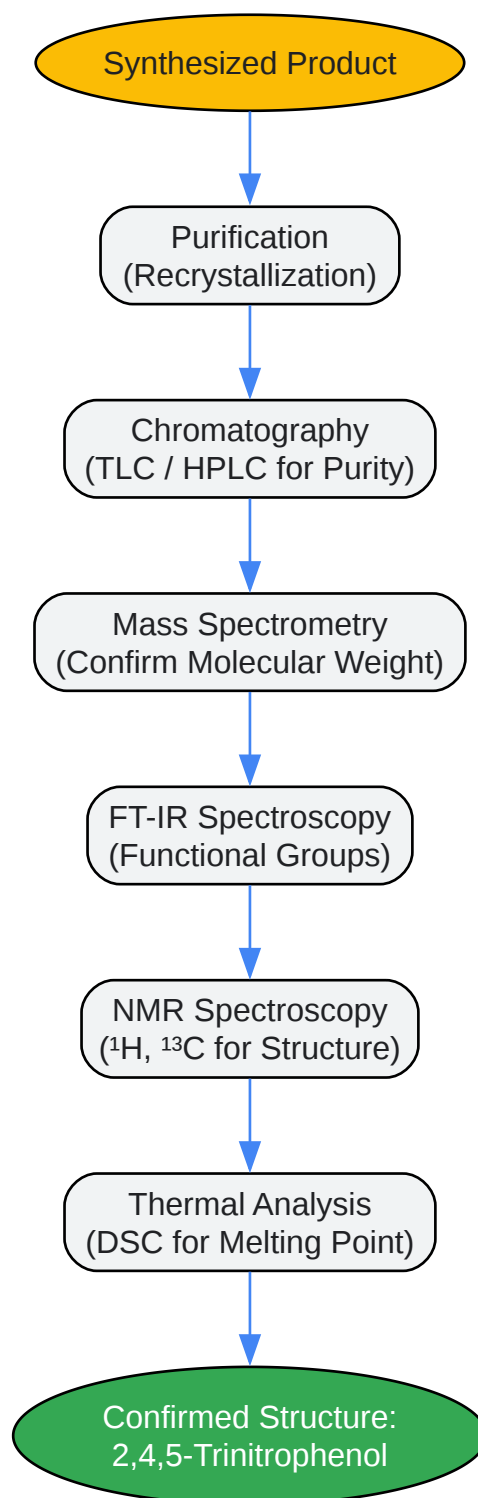 Synthesized Product
Purification
(Recrystallization)
Chromatography
(TLC / HPLC for Purity)
Mass Spectrometry
(Confirm Molecular Weight)
FT-IR Spectroscopy
(Functional Groups)
NMR Spectroscopy
(¹H, ¹³C for Structure)
Thermal Analysis
(DSC for Melting Point)
Confirmed Structure:
2,4,5-Trinitrophenol